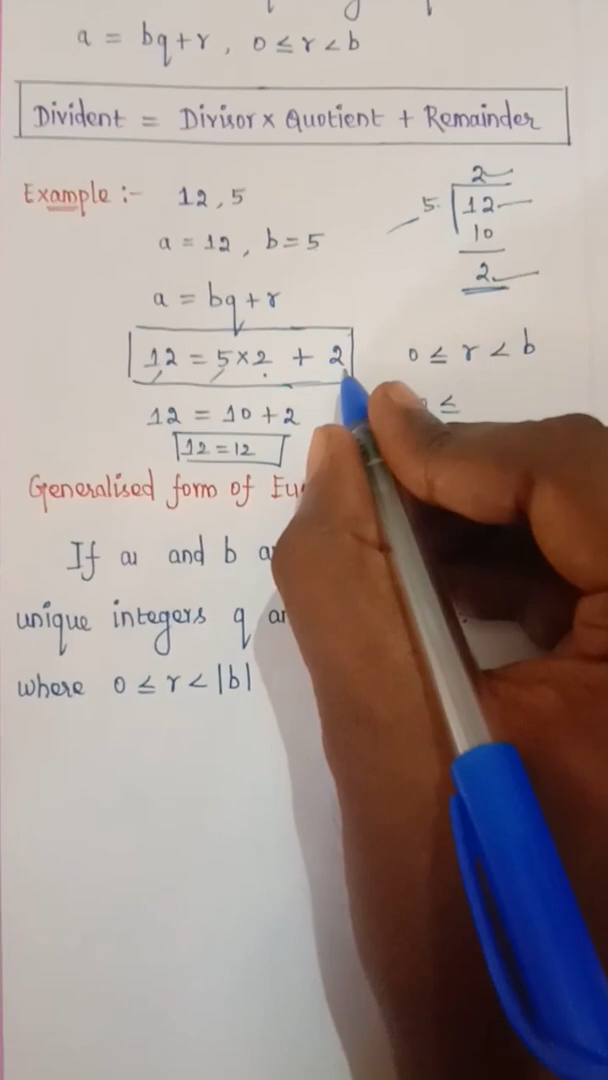 a = bq+r, 0 ≤ r < b
Divident = Divisor x Quotient + Remainder
Example :- 12, 5
a = 12, b = 5
a = bq+r
12 = 5×2 + 2
12 = 10+2
12 = 12
2
5 12
10
2
0 ≤ r < b
≤
Generalised form of
If a and b
unique integers q
where 0 ≤ r < |b|